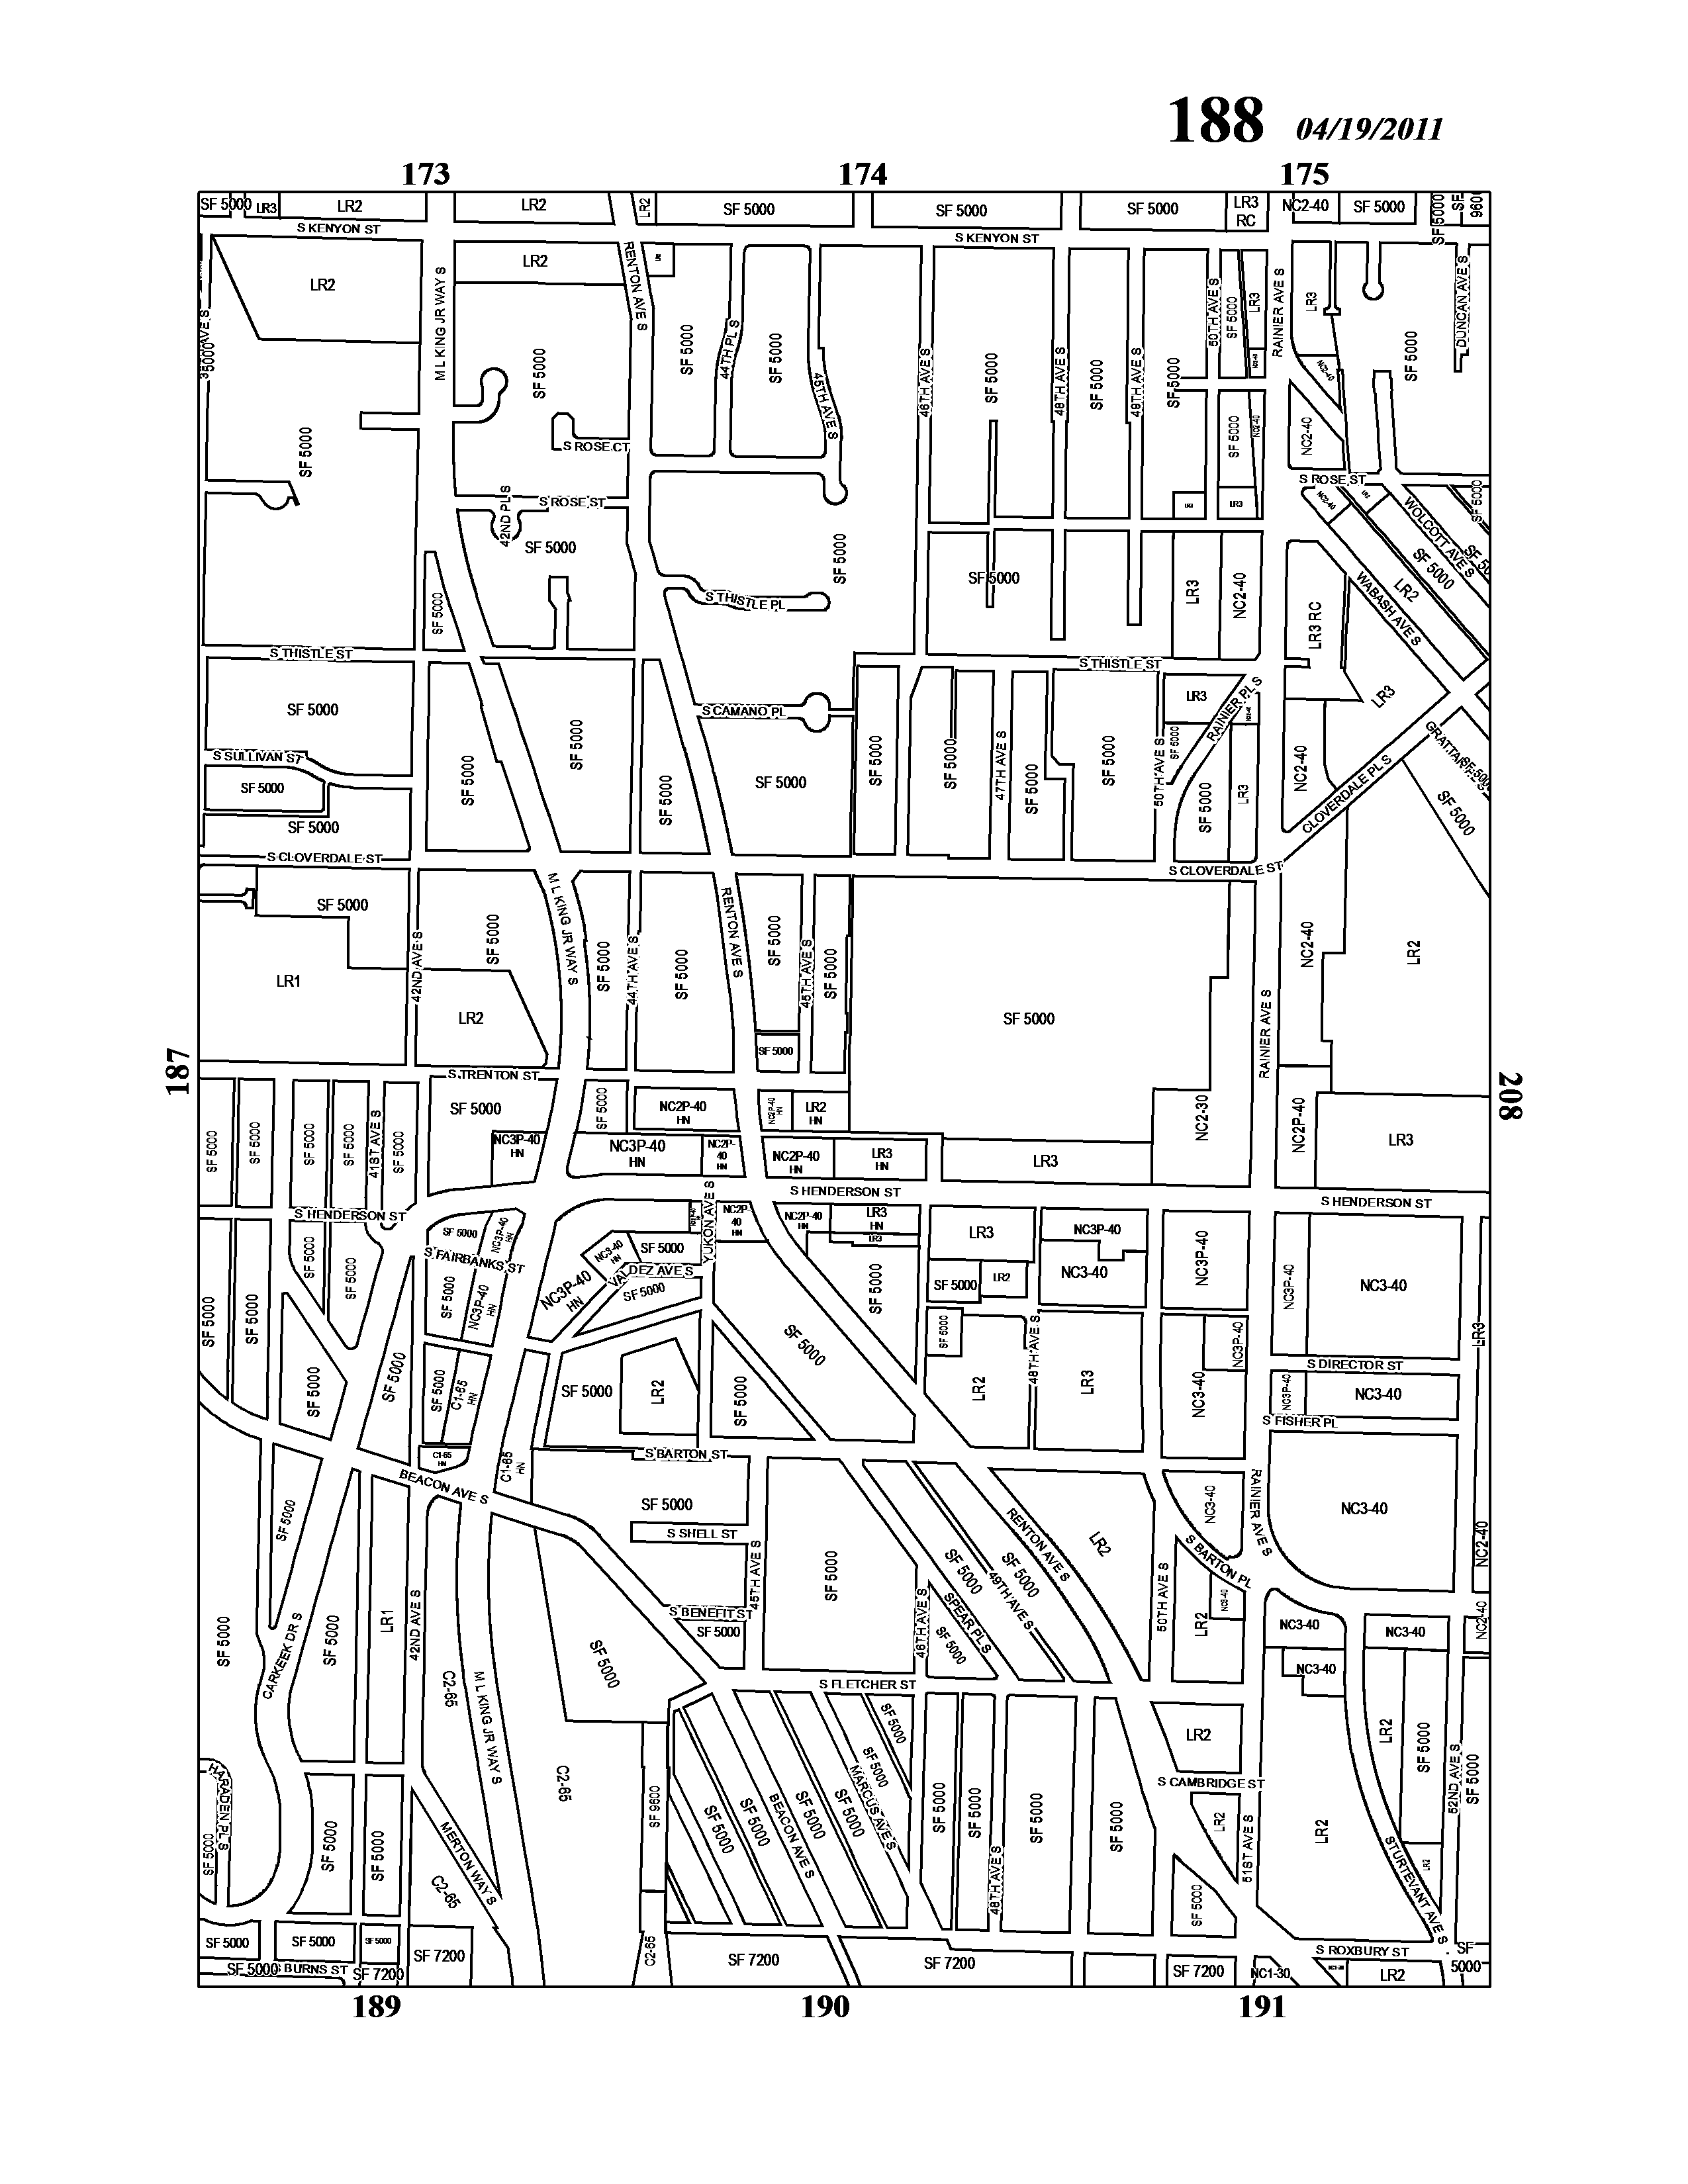 188 04/19/2011
173 174 175
SF 5000 LR3 LR2 LR2 LR2 SF 5000 SF 5000 SF 5000 LR3 RC NC2-40 SF 5000 SF 5000 SF 9600
S KENYON ST S KENYON ST
LR2 M L KING JR WAY S LR2 RENTON AVE S
SF 5000 SF 5000 44TH PL S SF 5000 45TH AVE S 46TH AVE S SF 5000 48TH AVE S SF 5000 49TH AVE S SF 5000 50TH AVE S SF 5000 LR3 RAINIER AVE S LR3 NC2-40 SF 5000 DUNCAN AVE S
SF 5000 S ROSE CT SF 5000 NC2-40 NC2-40
S ROSE ST 42ND PL S LR3 LR3 S ROSE ST NC2-40 LR2 WOLCOTT AVE S SF 5000
SF 5000 SF 5000 SF 5000 SF 5000 LR3 NC2-40 LR3 RC WABASH AVE S LR2 SF 5000
S THISTLE PL
S THISTLE ST S THISTLE ST
SF 5000 S CAMANO PL LR3 RAINIER PL S LR3
S SULLIVAN ST SF 5000 SF 5000 SF 5000 SF 5000 47TH AVE S SF 5000 SF 5000 50TH AVE S SF 5000 NC2-40 GRATTAN PL S SF 5000
SF 5000 SF 5000 SF 5000 SF 5000 SF 5000 LR3 CLOVERDALE PL S SF 5000
SF 5000
S CLOVERDALE ST S CLOVERDALE ST
SF 5000 SF 5000 M L KING JR WAY S SF 5000 44TH AVE S SF 5000 RENTON AVE S SF 5000 45TH AVE S SF 5000 NC2-40 LR2
LR1 42ND AVE S LR2 SF 5000 RAINIER AVE S
SF 5000
187 208
S TRENTON ST
SF 5000 SF 5000 SF 5000 SF 5000 41ST AVE S SF 5000 SF 5000 SF 5000 NC2P-40 HN NC2P-40 HN LR2 HN NC2-30 NC2P-40 LR3
NC3P-40 HN NC3P-40 HN NC2P-40 HN NC2P-40 HN LR3 HN LR3
S HENDERSON ST S HENDERSON ST S HENDERSON ST
SF 5000 NC3P-40 HN YUKON AVE S NC2P-40 HN NC2P-40 HN LR3 HN LR3 LR3 NC3P-40 NC3P-40
SF 5000 SF 5000 S FAIRBANKS ST NC3-40 HN SF 5000 VALDEZ AVE S SF 5000 SF 5000 LR2 NC3-40 NC3P-40 NC3-40
SF 5000 SF 5000 SF 5000 NC3P-40 HN NC3P-40 HN SF 5000 SF 5000 48TH AVE S NC3P-40 LR3
S DIRECTOR ST
SF 5000 SF 5000 SF 5000 C1-65 HN SF 5000 LR2 SF 5000 LR2 LR3 NC3-40 NC3P-40 NC3-40
S FISHER PL
C1-65 HN C1-65 HN S BARTON ST
BEACON AVE S SF 5000 NC3-40 RAINIER AVE S NC3-40
SF 5000 S SHELL ST RENTON AVE S LR2 S BARTON PL NC2-40
45TH AVE S SF 5000 SF 5000 SF 5000 49TH AVE S 50TH AVE S
SF 5000 CARKEEK DR S SF 5000 LR1 42ND AVE S S BENEFIT ST SF 5000 46TH AVE S SPEAR PL S SF 5000 LR2 NC3-40 NC3-40 NC3-40 NC2-40
C2-65 M L KING JR WAY S SF 5000 S FLETCHER ST NC3-40
SF 5000 LR2 LR2 SF 5000
HARADEN PL S C2-65 SF 9600 SF 5000 MARCUS AVE S S CAMBRIDGE ST 52ND AVE S SF 5000
SF 5000 SF 5000 SF 5000 MERTON WAY S SF 5000 SF 5000 BEACON AVE S SF 5000 SF 5000 SF 5000 SF 5000 SF 5000 SF 5000 LR2 51ST AVE S LR2 STURTEVANT AVE S LR2
C2-65 48TH AVE S SF 5000
SF 5000 SF 5000 SF 5000 SF 7200 C2-65 SF 7200 SF 7200 S ROXBURY ST SF 5000
SF 5000 S BURNS ST SF 7200 SF 7200 NC1-30 LR2
189 190 191